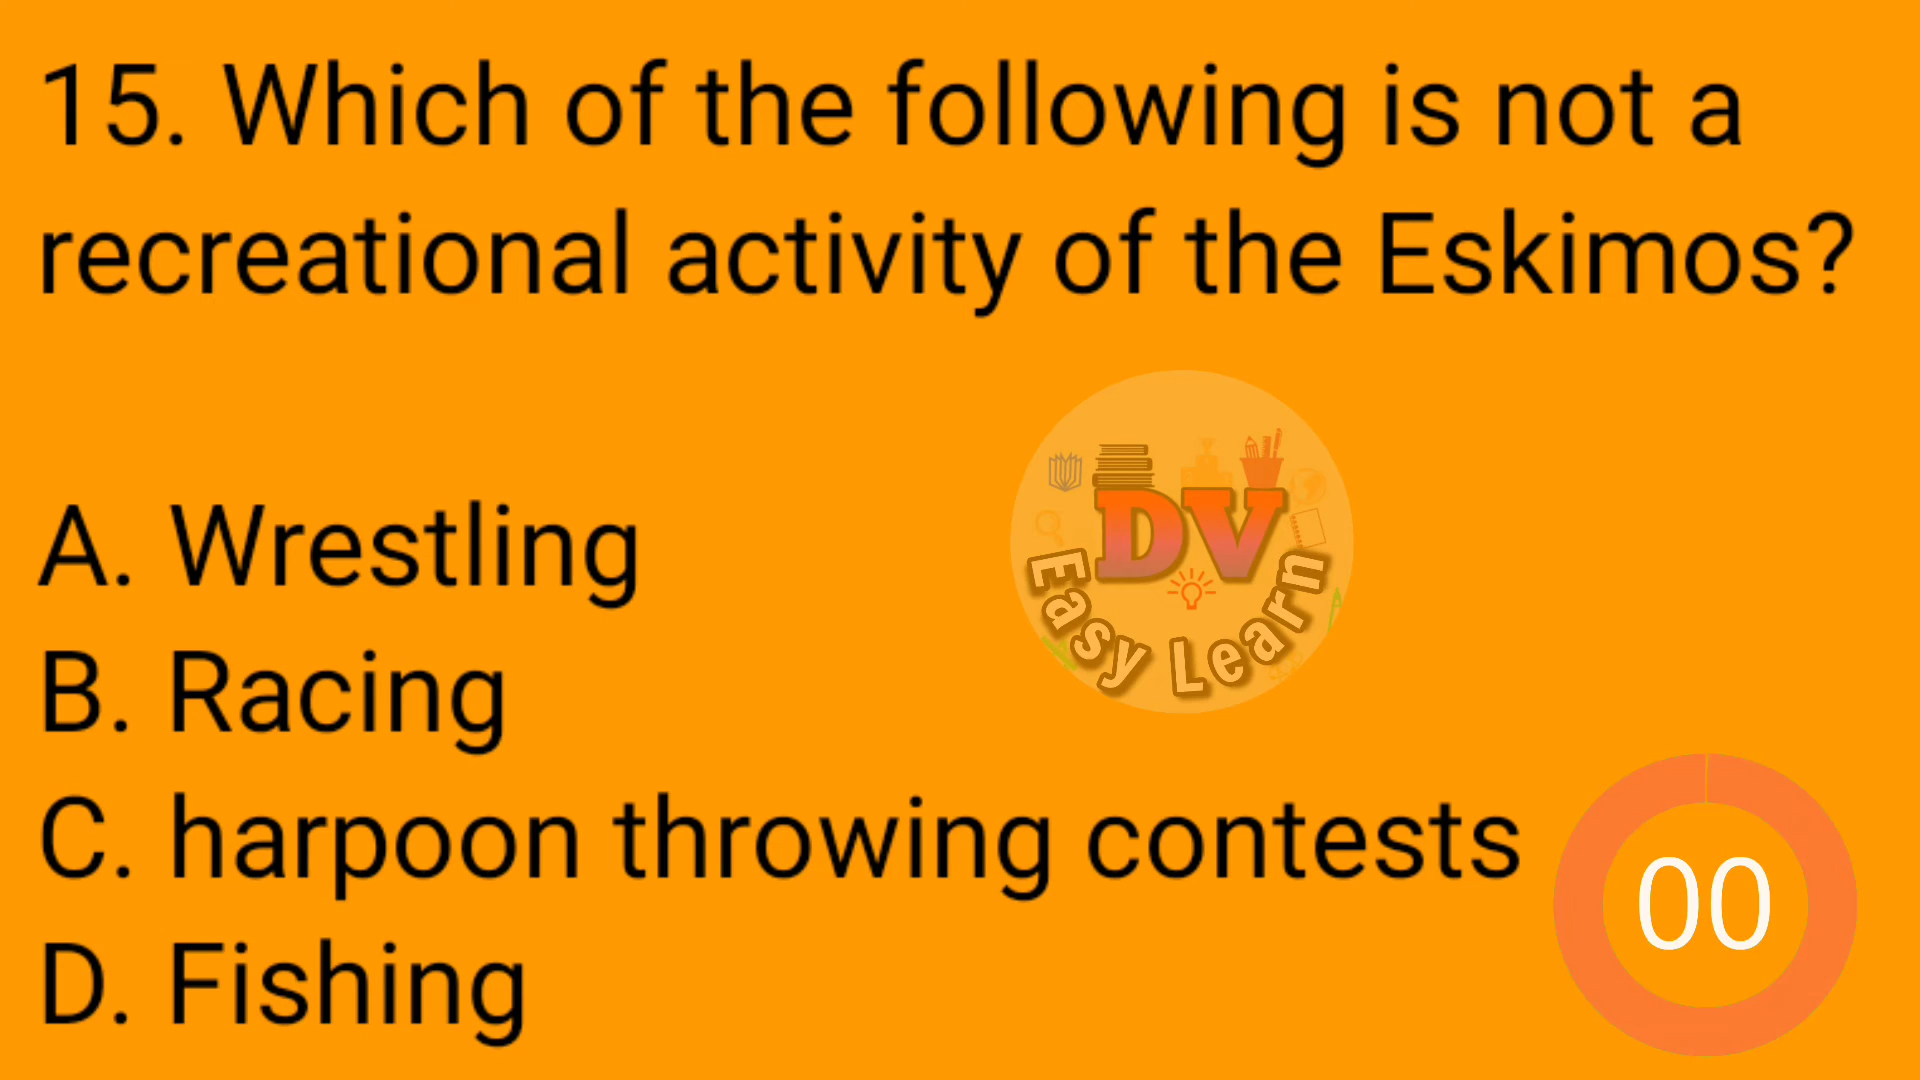 15. Which of the following is not a
recreational activity of the Eskimos?
DV
Easy Learn
A. Wrestling
B. Racing
C. harpoon throwing contests
D. Fishing
00